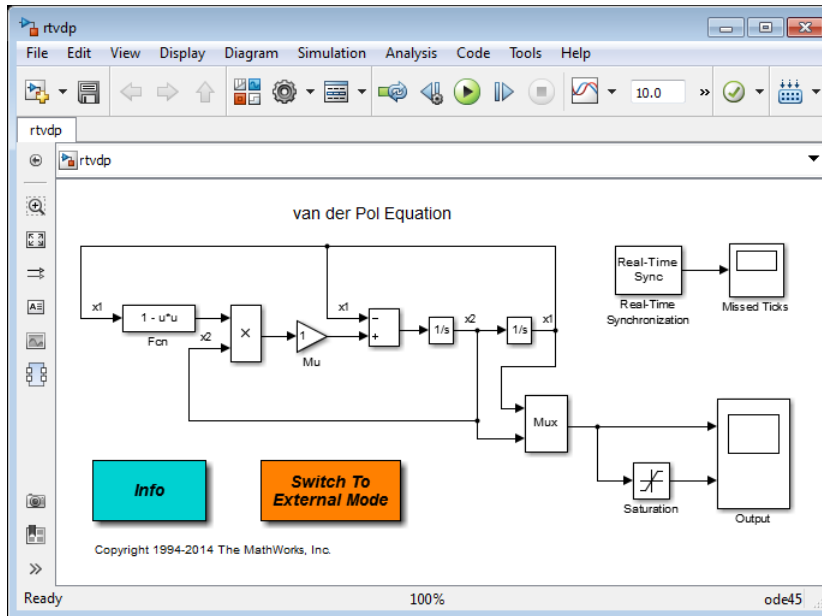 rtvdp
File Edit View Display Diagram Simulation Analysis Code Tools Help
10.0 »
rtvdp
rtvdp
van der Pol Equation
x1
1 - u*u
Fcn
x2
×
1
Mu
x1
−
+
1/s
x2
1/s
x1
Real-Time
Sync
Real-Time
Synchronization
Missed Ticks
Mux
Saturation
Output
Info
Switch To
External Mode
Copyright 1994-2014 The MathWorks, Inc.
Ready 100% ode45